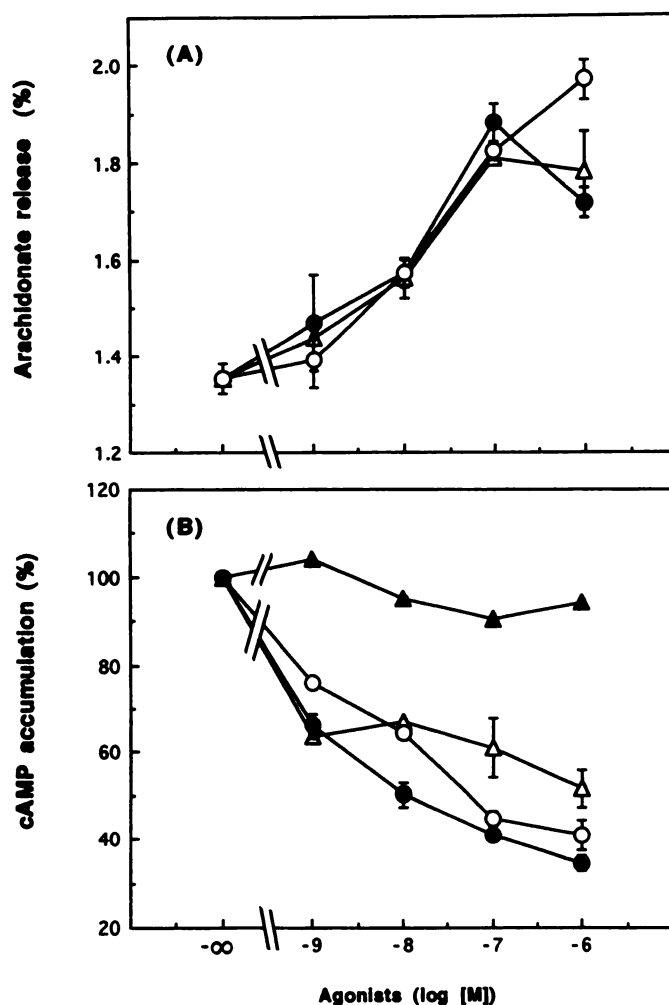 (A)
Arachidonate release (%)
2.0
1.8
1.6
1.4
1.2
(B)
cAMP accumulation (%)
120
100
80
60
40
20
-∞ -9 -8 -7 -6
Agonists (log [M])